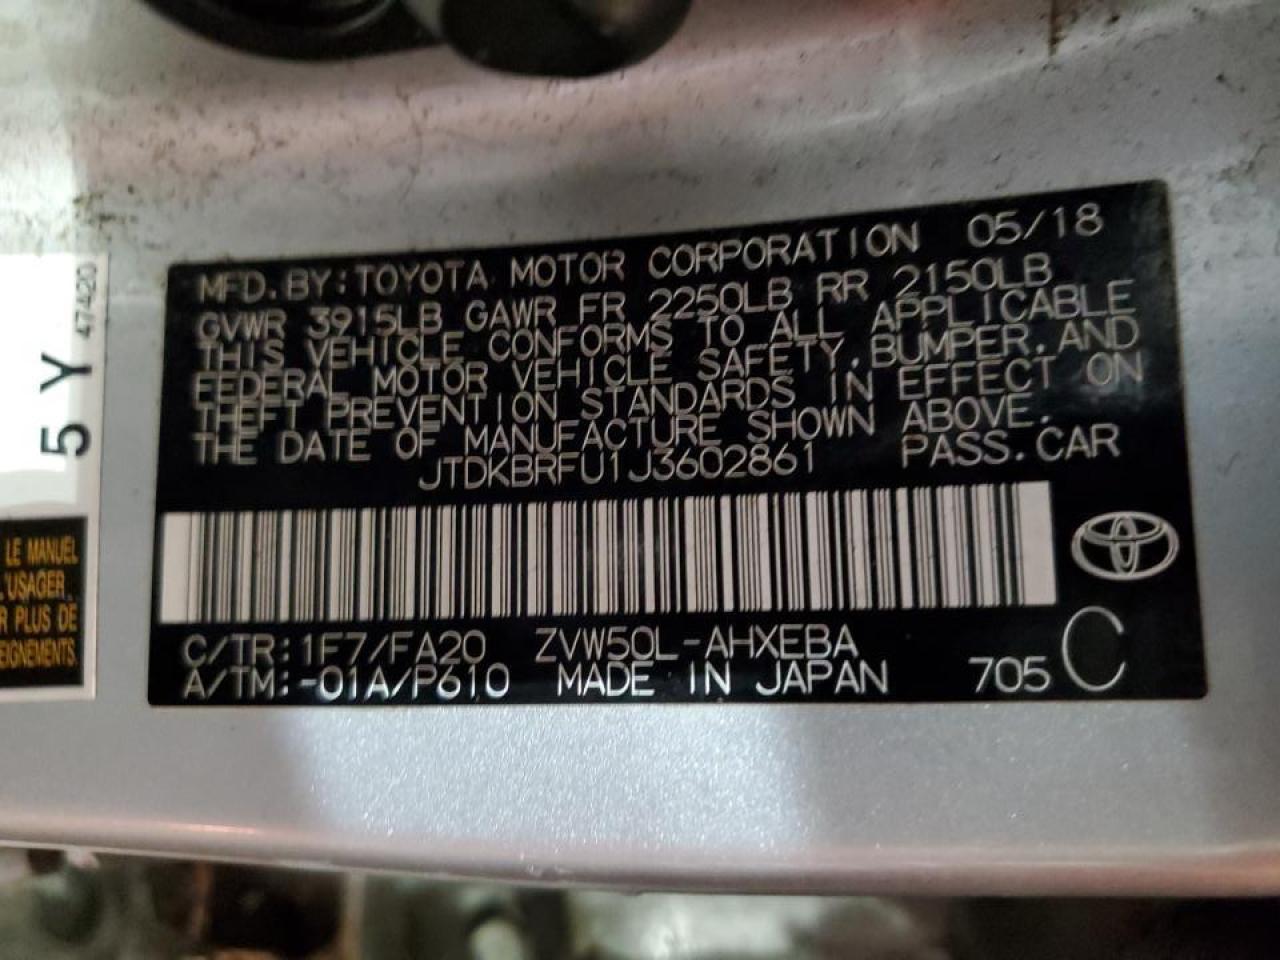 MFD. BY: TOYOTA MOTOR CORPORATION 05/18
GVWR 3915LB GAWR FR 2250LB RR 2150LB
THIS VEHICLE CONFORMS TO ALL APPLICABLE
FEDERAL MOTOR VEHICLE SAFETY, BUMPER, AND
THEFT PREVENTION STANDARDS IN EFFECT ON
THE DATE OF MANUFACTURE SHOWN ABOVE.
JTDKBRFU1J3602861 PASS. CAR
C/TR: 1F7/FA20 ZVW50L-AHXEBA
A/TM: -01A/P610 MADE IN JAPAN 705 C
5 Y 47420
LE MANUEL
L'USAGER
R PLUS DE
EIGNEMENTS.